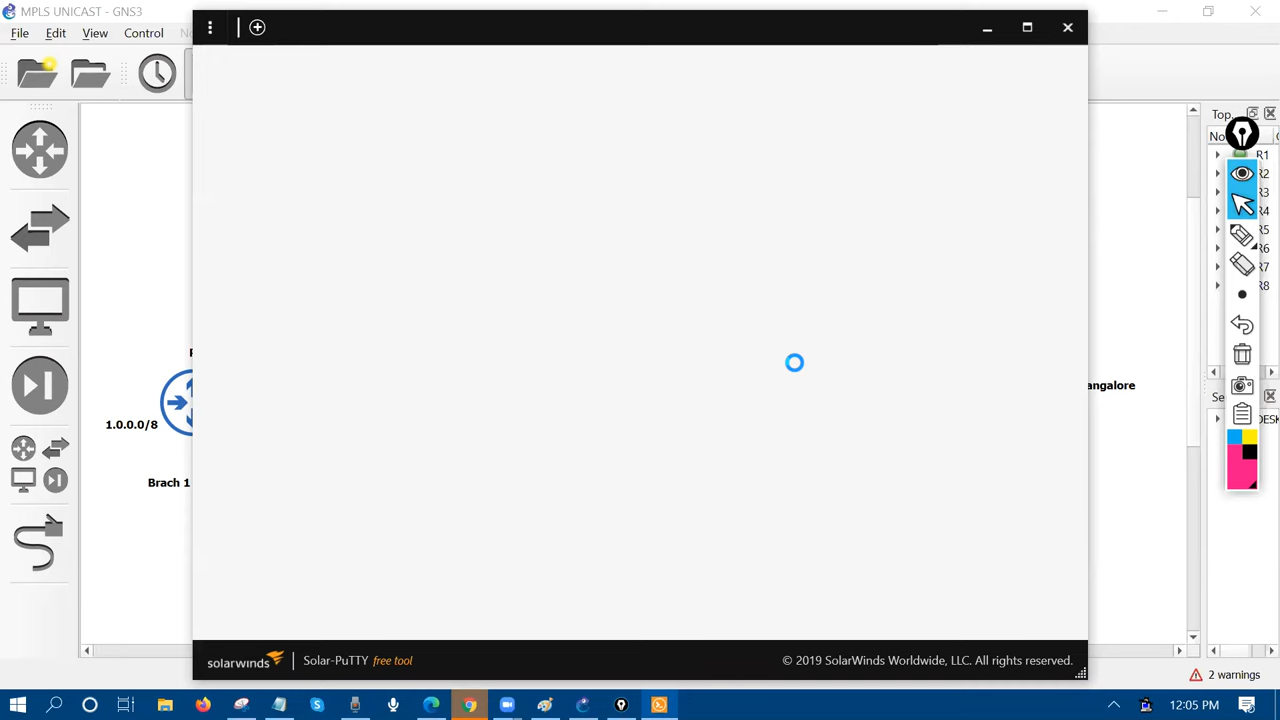 MPLS UNICAST - GNS3
File Edit View Control
Top...
R1
R2
R3
R4
R5
R6
R7
R8
1.0.0.0/8
Brach 1
angalore
solarwinds
Solar-PuTTY free tool
© 2019 SolarWinds Worldwide, LLC. All rights reserved.
2 warnings
12:05 PM